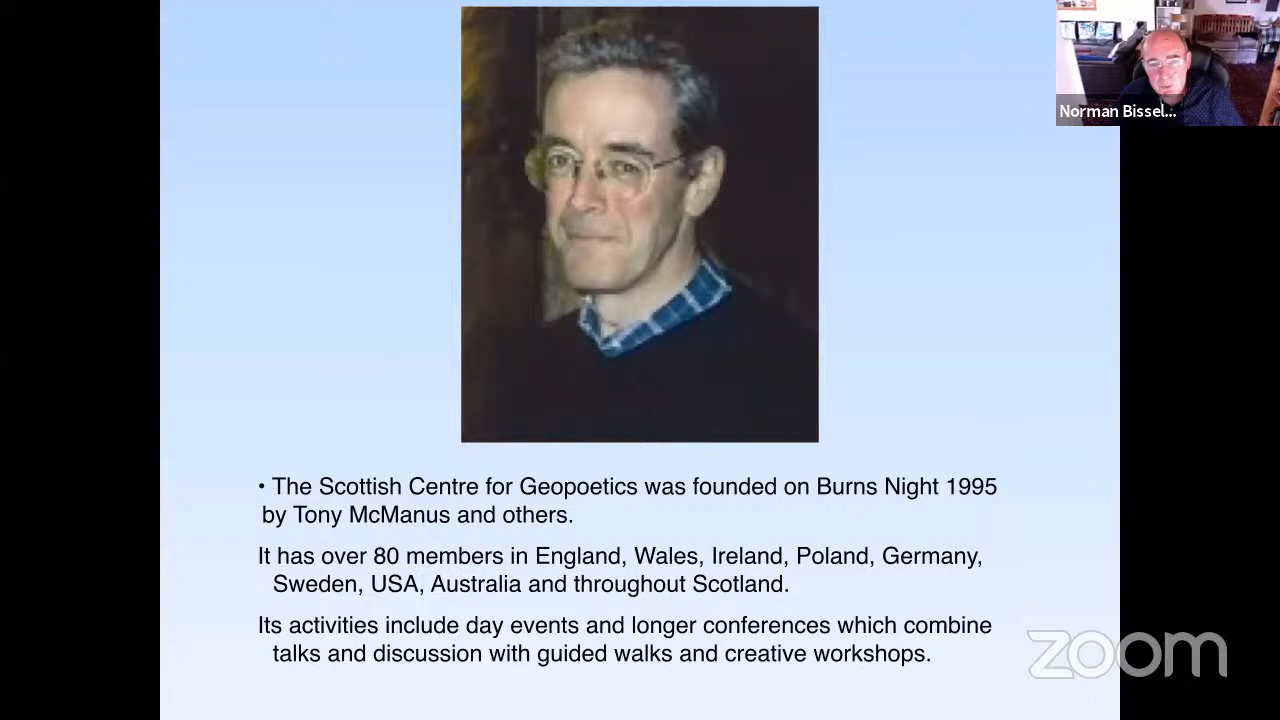 Norman Bissel...
• The Scottish Centre for Geopoetics was founded on Burns Night 1995
by Tony McManus and others.
It has over 80 members in England, Wales, Ireland, Poland, Germany,
Sweden, USA, Australia and throughout Scotland.
Its activities include day events and longer conferences which combine
talks and discussion with guided walks and creative workshops.
zoom